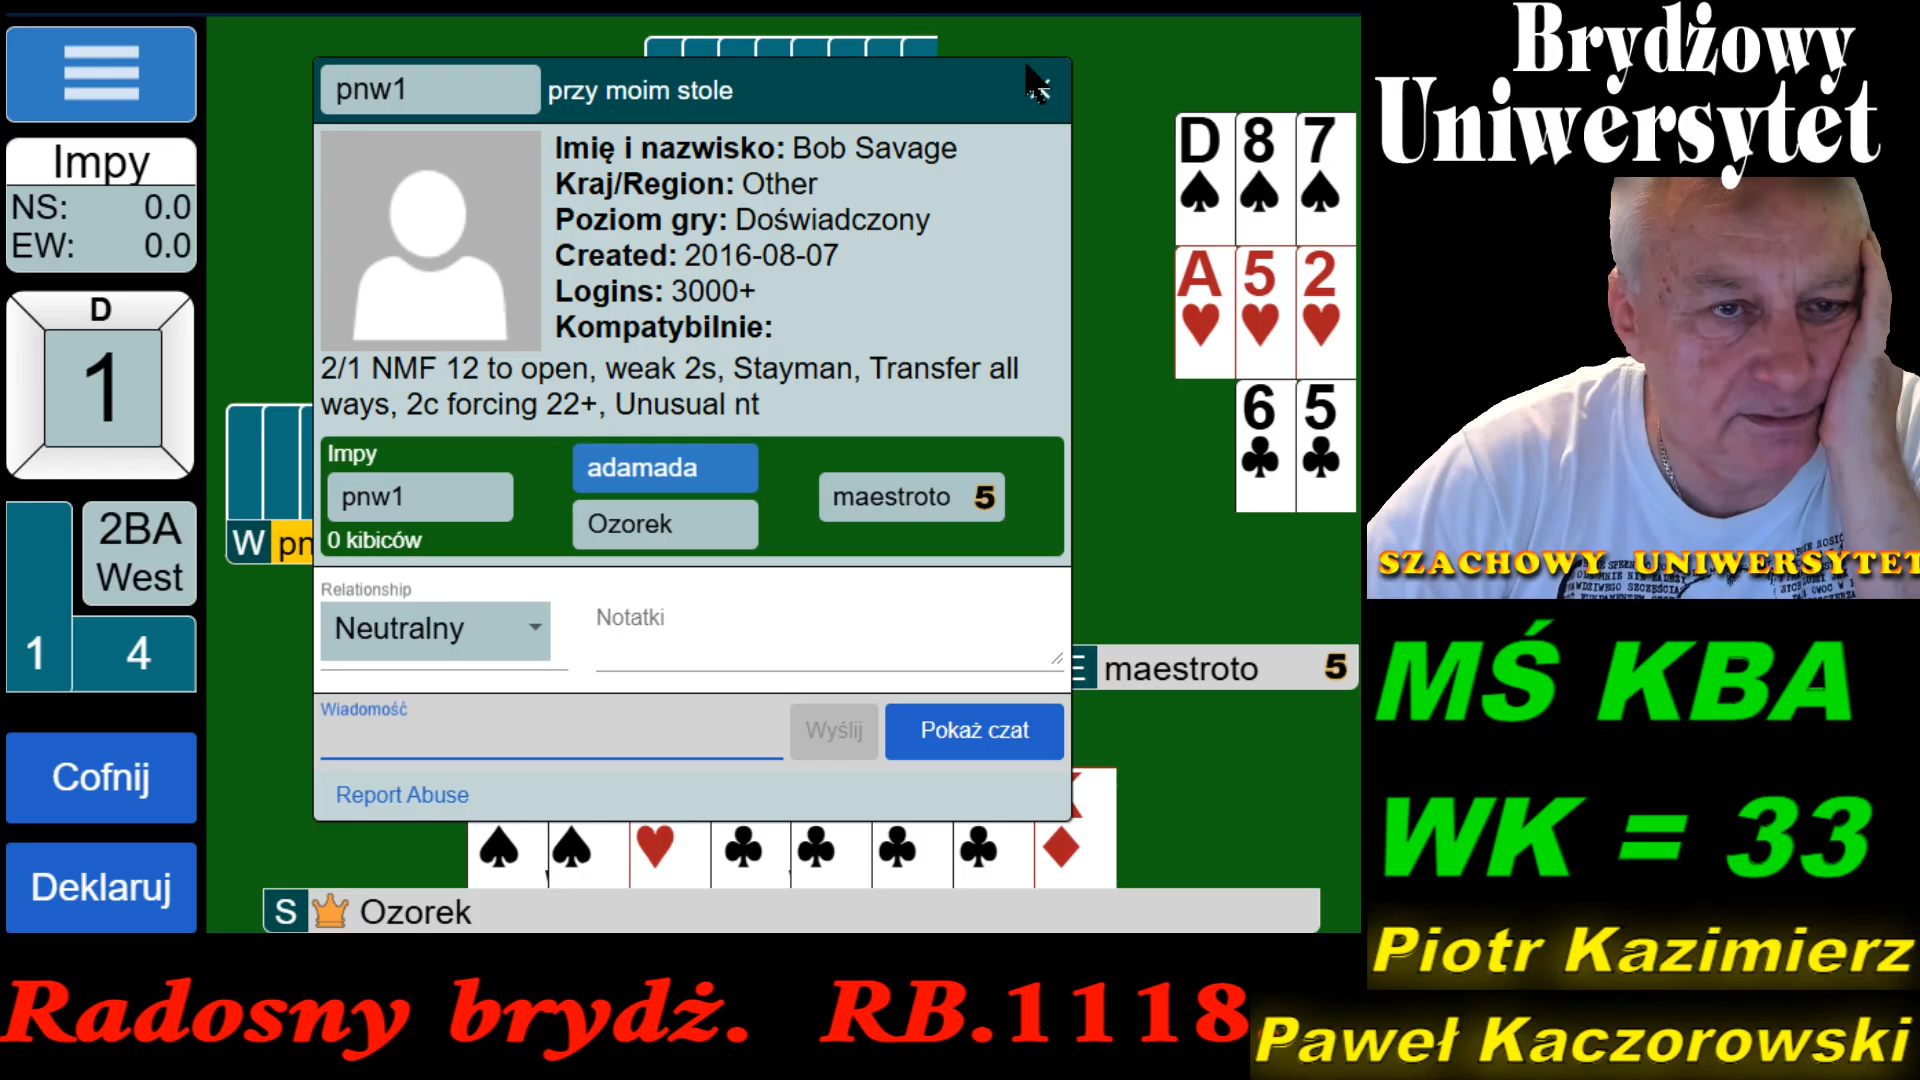 Brydżowy
Uniwersytet
pnw1
przy moim stole
Impy
NS: 0.0
EW: 0.0
Imię i nazwisko: Bob Savage
Kraj/Region: Other
Poziom gry: Doświadczony
Created: 2016-08-07
Logins: 3000+
Kompatybilnie:
2/1 NMF 12 to open, weak 2s, Stayman, Transfer all
ways, 2c forcing 22+, Unusual nt
D 8 7
A 5 2
6 5
D
1
Impy
adamada
pnw1
maestroto 5
Ozorek
0 kibiców
2BA
West
1 4
W pn
Relationship
Neutralny
Notatki
SZACHOWY UNIWERSYTET
E maestroto 5
Wiadomość
Wyślij
Pokaż czat
Report Abuse
Cofnij
Deklaruj
S Ozorek
MŚ KBA
WK = 33
Piotr Kazimierz
Paweł Kaczorowski
Radosny brydż. RB.1118